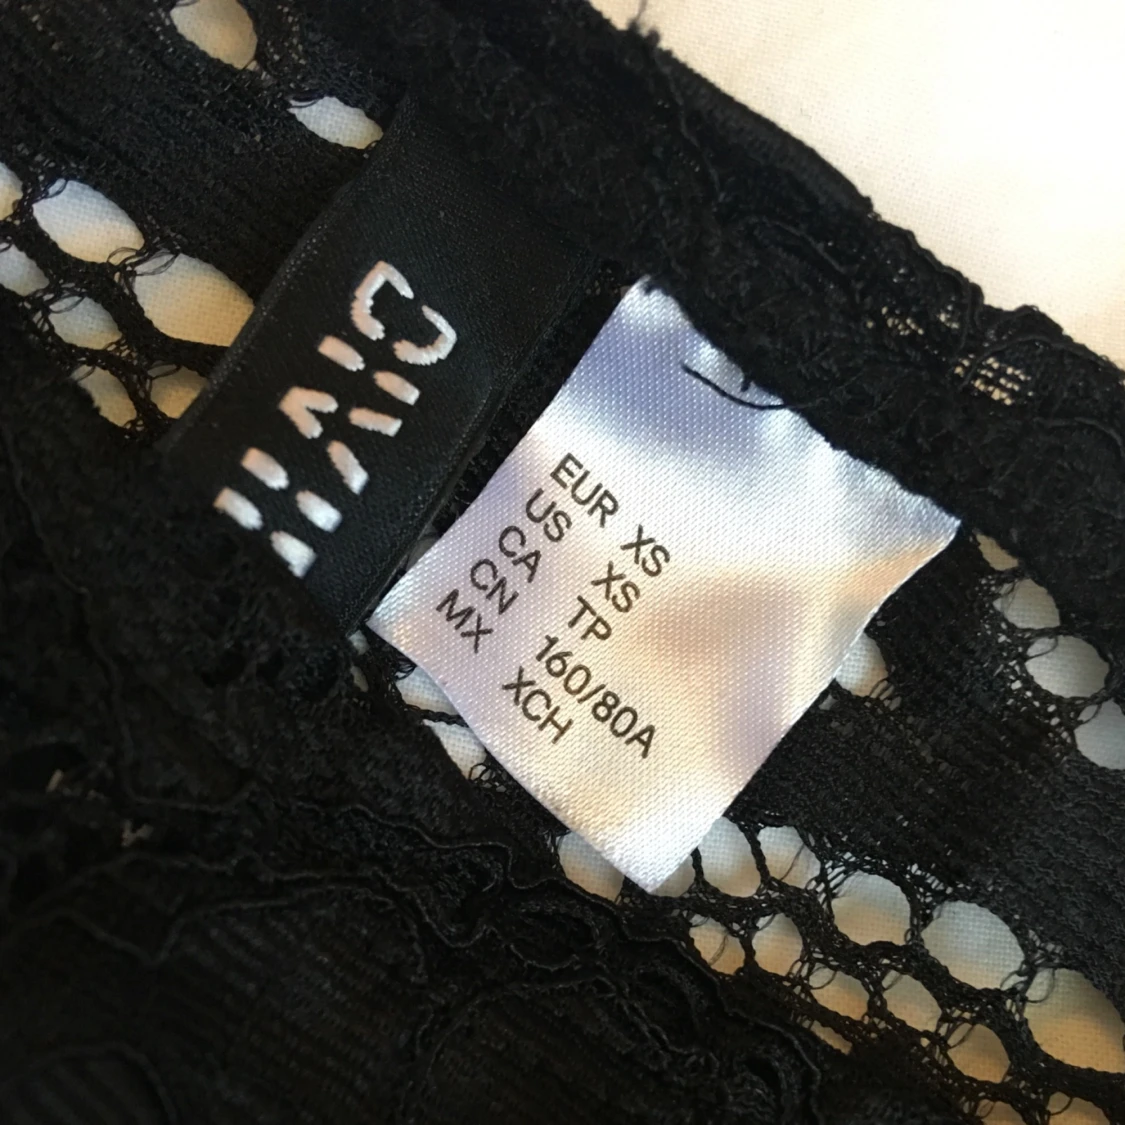 EUR XS
US XS
CA TP
CN 160/80A
MX XCH